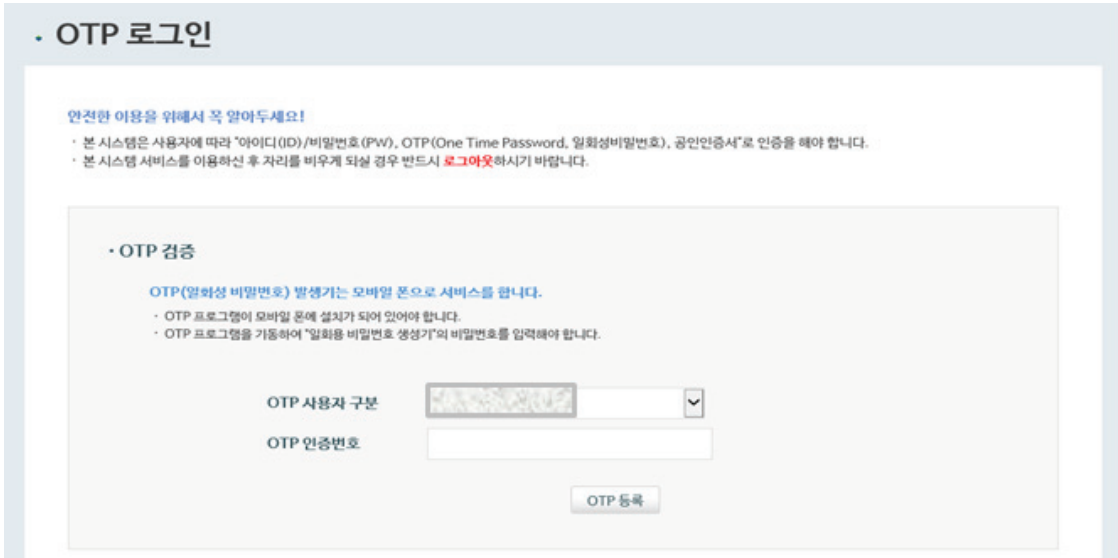 · OTP 로그인
안전한 이용을 위해서 꼭 알아두세요!
· 본 시스템은 사용자에 따라 "아이디(ID)/비밀번호(PW), OTP(One Time Password, 일회성비밀번호), 공인인증서"로 인증을 해야 합니다.
· 본 시스템 서비스를 이용하신 후 자리를 비우게 되실 경우 반드시 로그아웃하시기 바랍니다.
· OTP 검증
OTP(일회성 비밀번호) 발생기는 모바일 폰으로 서비스를 합니다.
· OTP 프로그램이 모바일 폰에 설치가 되어 있어야 합니다.
· OTP 프로그램을 기동하여 "일회용 비밀번호 생성기"의 비밀번호를 입력해야 합니다.
OTP 사용자 구분
OTP 인증번호
OTP 등록